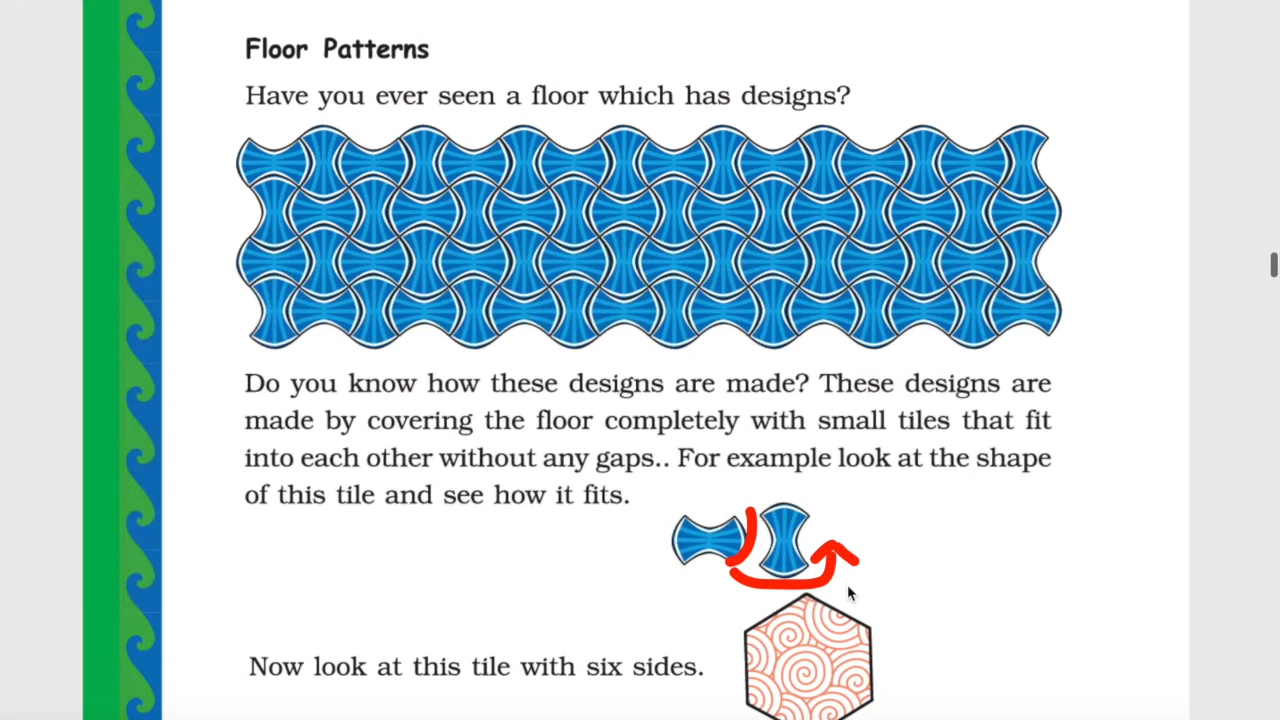 Floor Patterns
Have you ever seen a floor which has designs?
Do you know how these designs are made? These designs are
made by covering the floor completely with small tiles that fit
into each other without any gaps.. For example look at the shape
of this tile and see how it fits.
Now look at this tile with six sides.